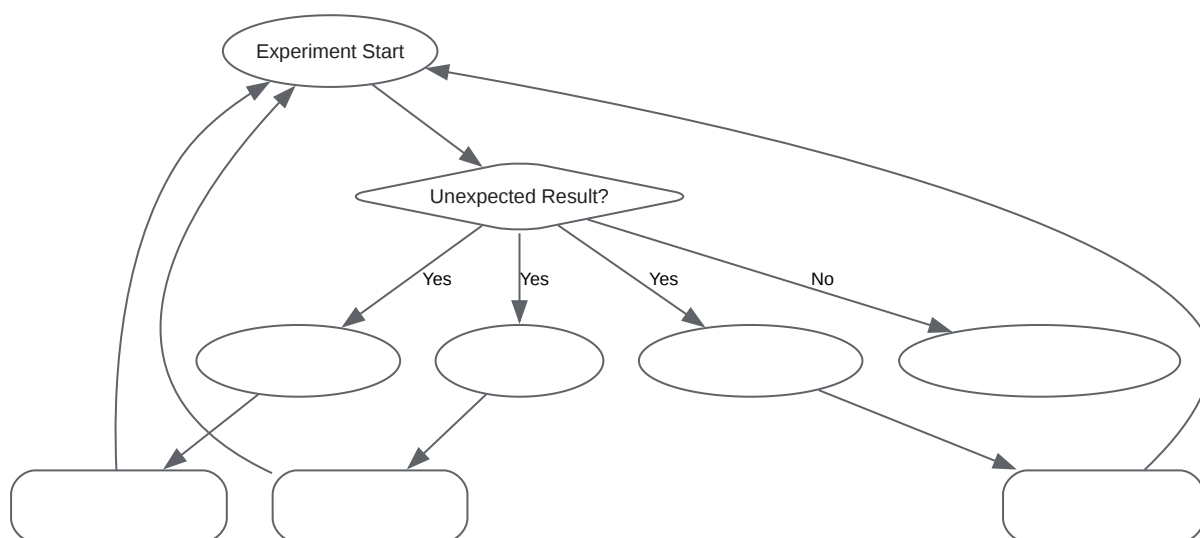 Experiment Start
Unexpected Result?
Yes
Yes
Yes
No